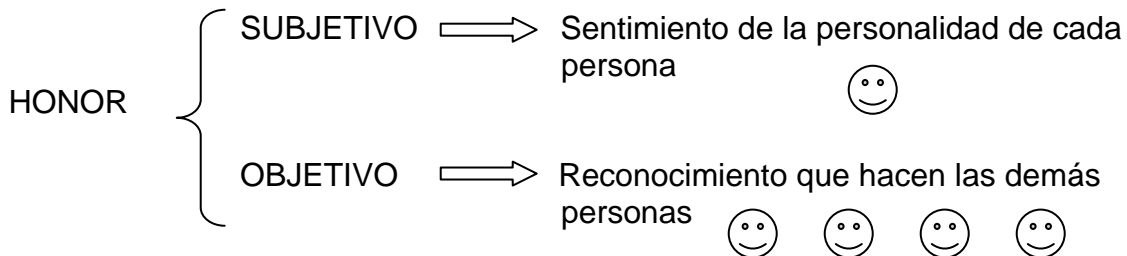 SUBJETIVO Sentimiento de la personalidad de cada
persona
HONOR
OBJETIVO Reconocimiento que hacen las demás
personas